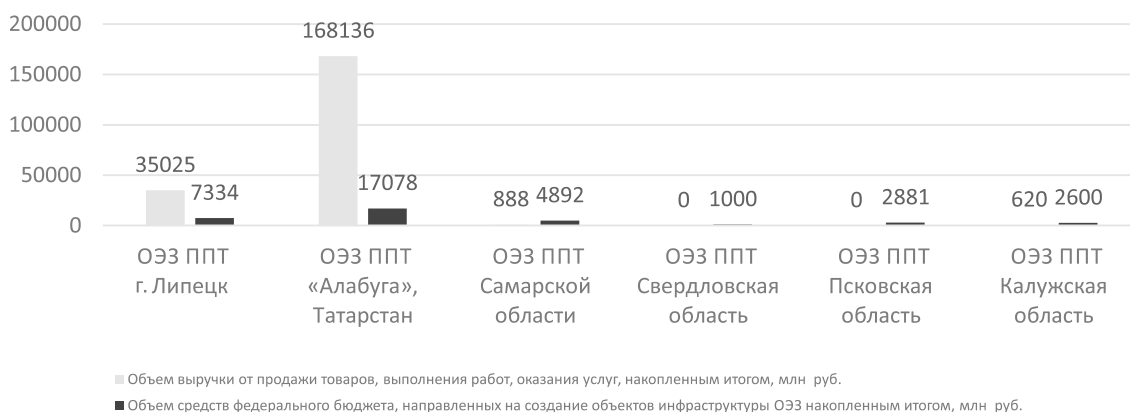 200000
150000
100000
50000
0
35025
7334
168136
17078
888 4892
0 1000
0 2881
620 2600
ОЭЗ ППТ
г. Липецк
ОЭЗ ППТ
«Алабуга»,
Татарстан
ОЭЗ ППТ
Самарской
области
ОЭЗ ППТ
Свердловская
область
ОЭЗ ППТ
Псковская
область
ОЭЗ ППТ
Калужская
область
Объем выручки от продажи товаров, выполнения работ, оказания услуг, накопленным итогом, млн руб.
Объем средств федерального бюджета, направленных на создание объектов инфраструктуры ОЭЗ накопленным итогом, млн руб.